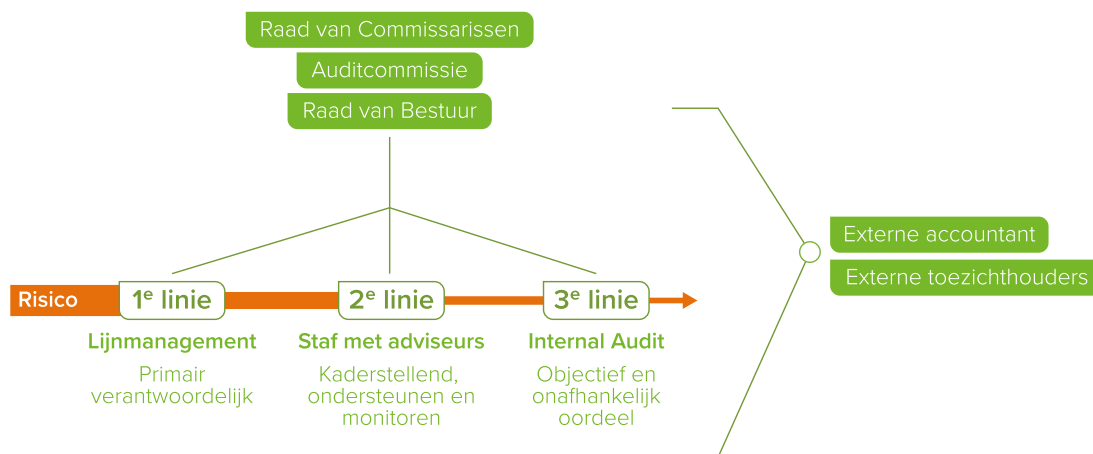 Raad van Commissarissen
Auditcommissie
Raad van Bestuur
Externe accountant
Externe toezichthouders
Risico
1e linie
2e linie
3e linie
Lijnmanagement
Primair
verantwoordelijk
Staf met adviseurs
Kaderstellend,
ondersteunen en
monitoren
Internal Audit
Objectief en
onafhankelijk
oordeel